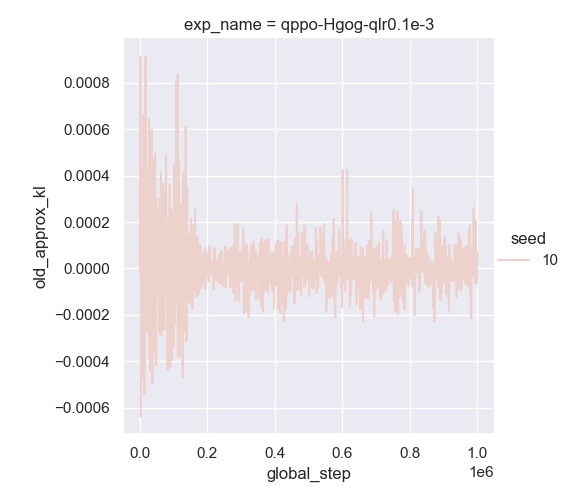 exp_name = qppo-Hgog-qlr0.1e-3
old_approx_kl
0.0008
0.0006
0.0004
0.0002
0.0000
−0.0002
−0.0004
−0.0006
0.0 0.2 0.4 0.6 0.8 1.0
1e6
global_step
seed
10